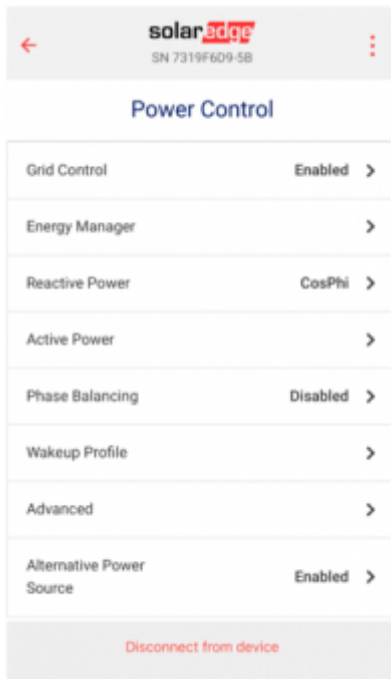 solaredge
SN 7319F6D9-5B
Power Control
Grid Control Enabled
Energy Manager
Reactive Power CosPhi
Active Power
Phase Balancing Disabled
Wakeup Profile
Advanced
Alternative Power
Source Enabled
Disconnect from device